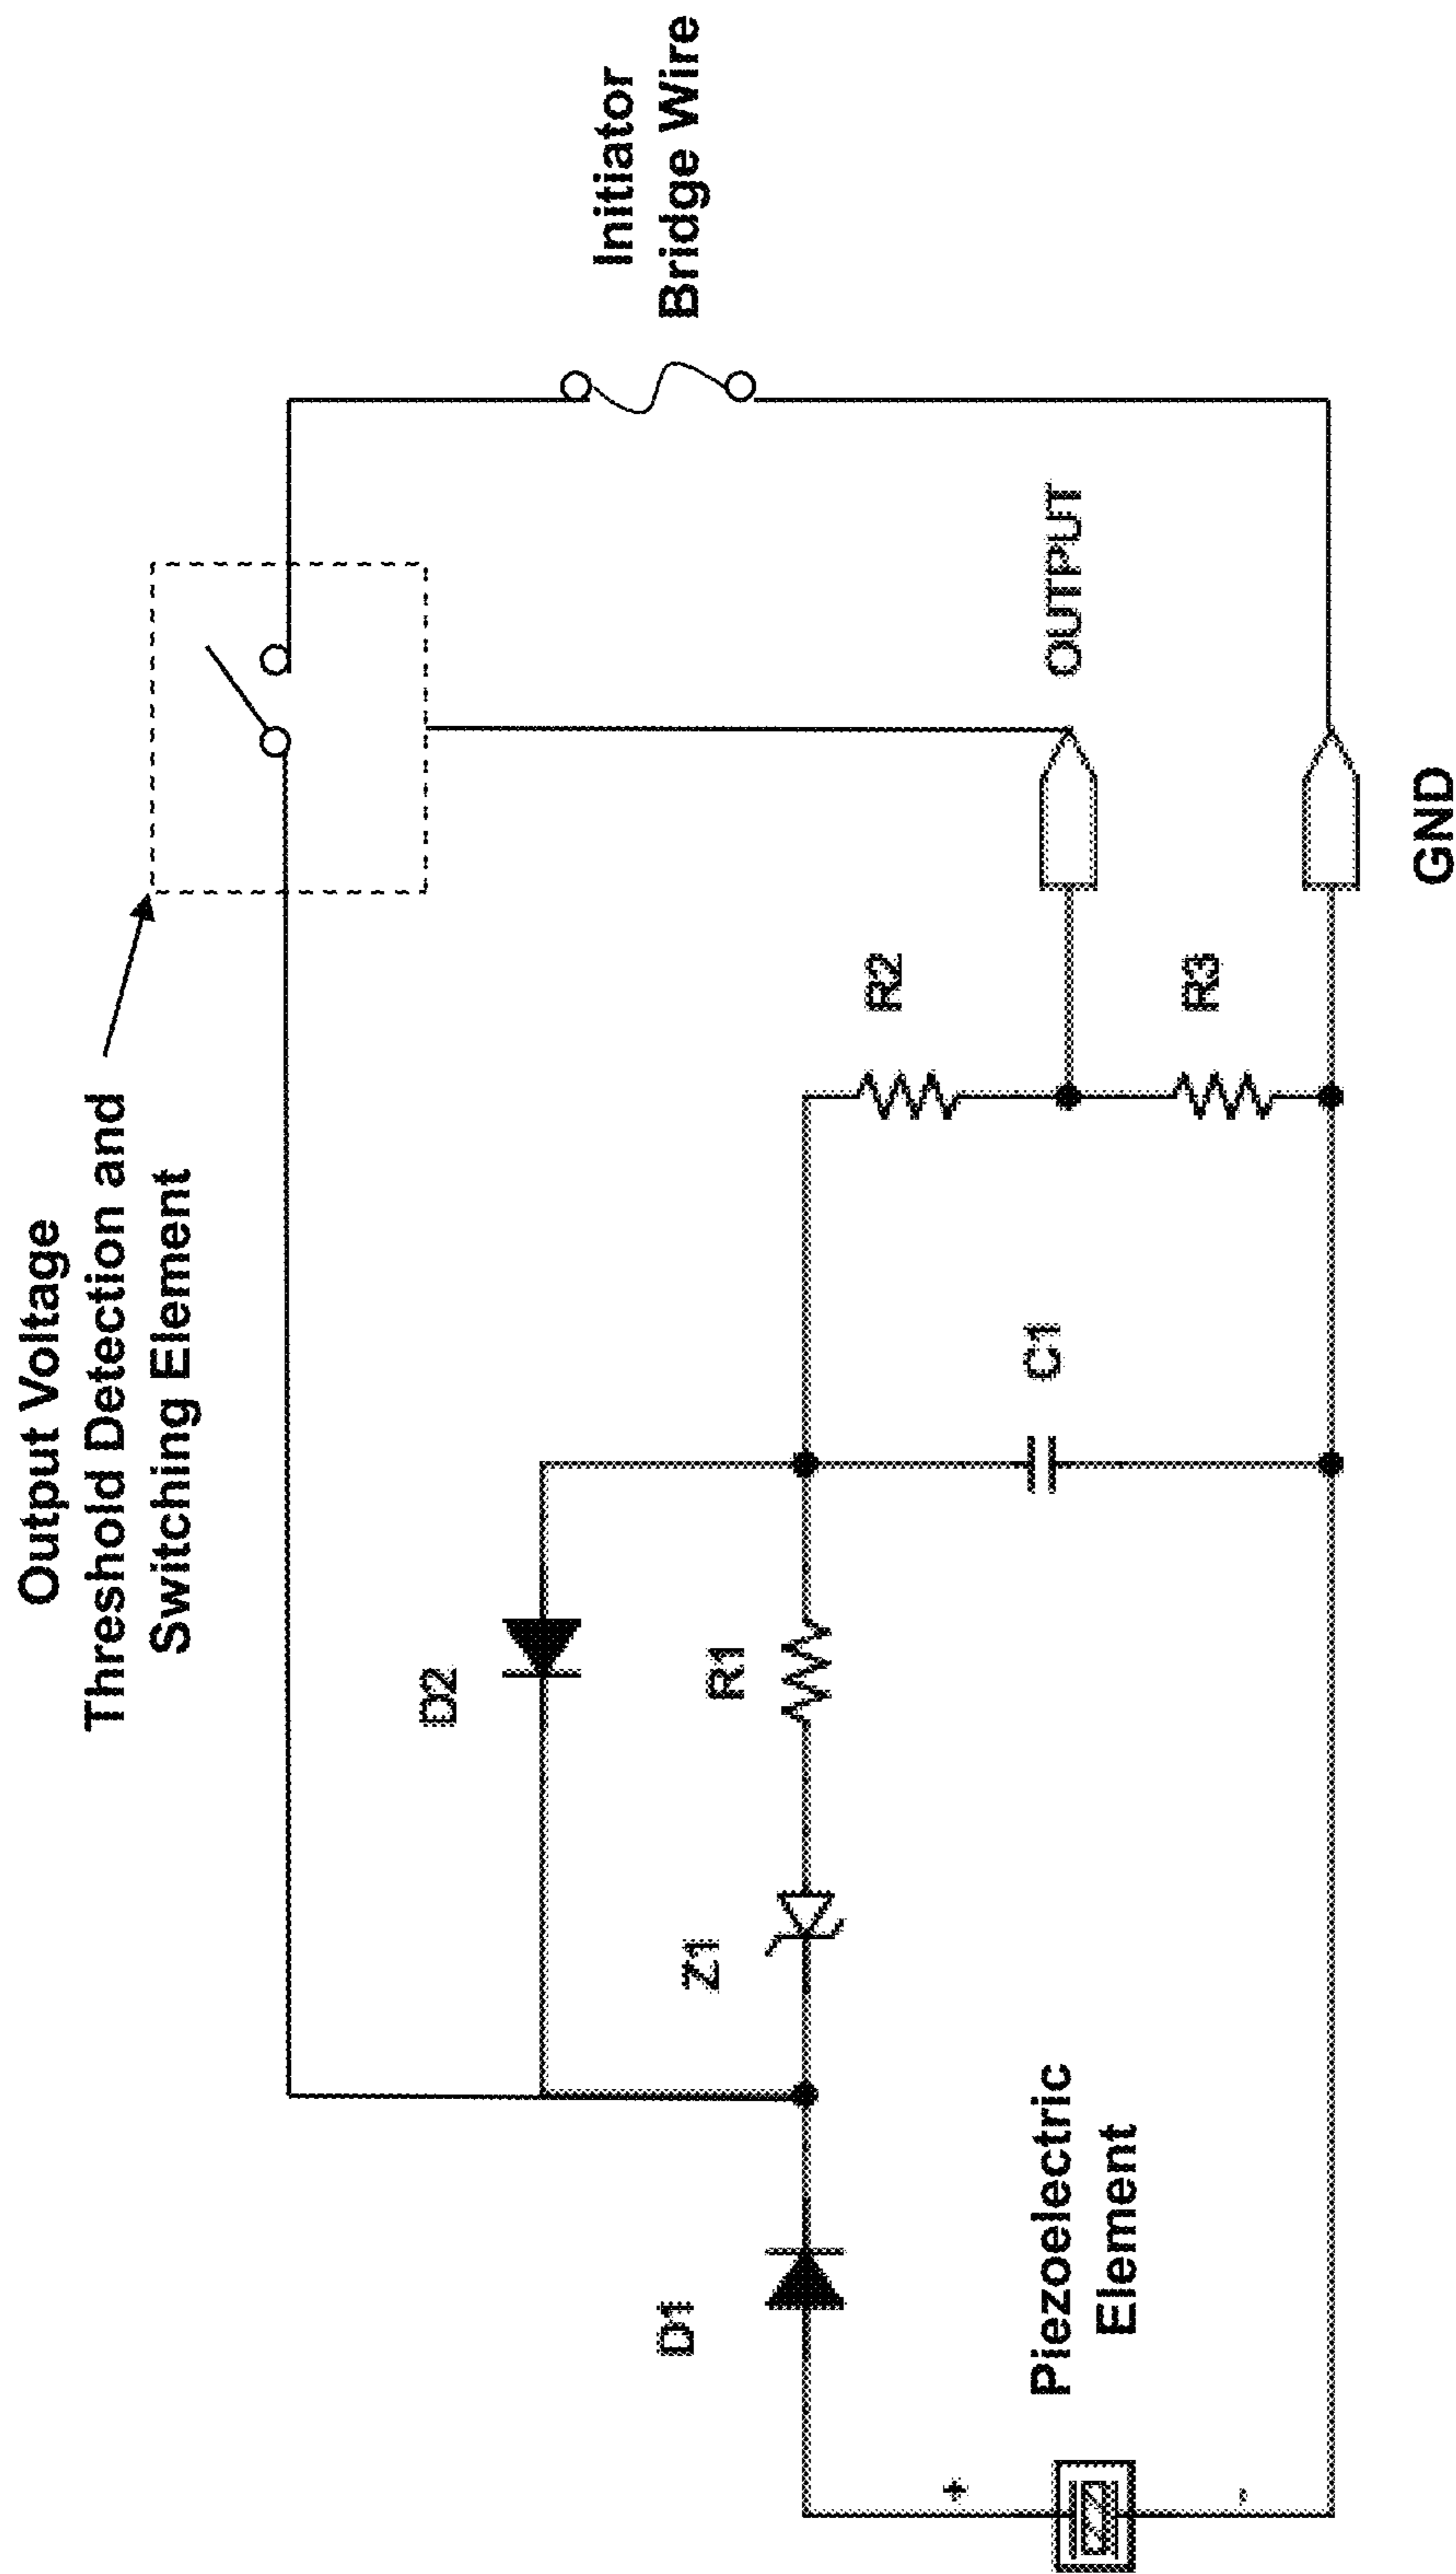 Output Voltage
Threshold Detection and
Switching Element
Initiator
Bridge Wire
D2
R1
Z1
D1
R2
R3
C1
OUTPUT
GND
Piezoelectric
Element
+
-